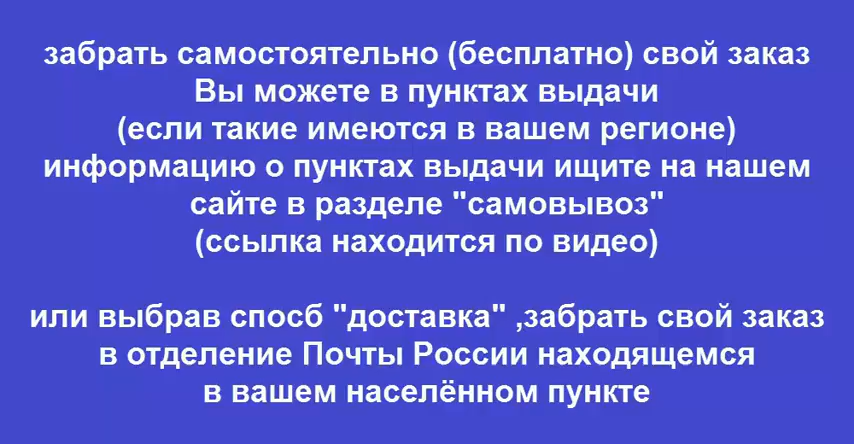 забрать самостоятельно (бесплатно) свой заказ
Вы можете в пунктах выдачи
(если такие имеются в вашем регионе)
информацию о пунктах выдачи ищите на нашем
сайте в разделе "самовывоз"
(ссылка находится по видео)
или выбрав спосб "доставка" ,забрать свой заказ
в отделение Почты России находящемся
в вашем населённом пункте